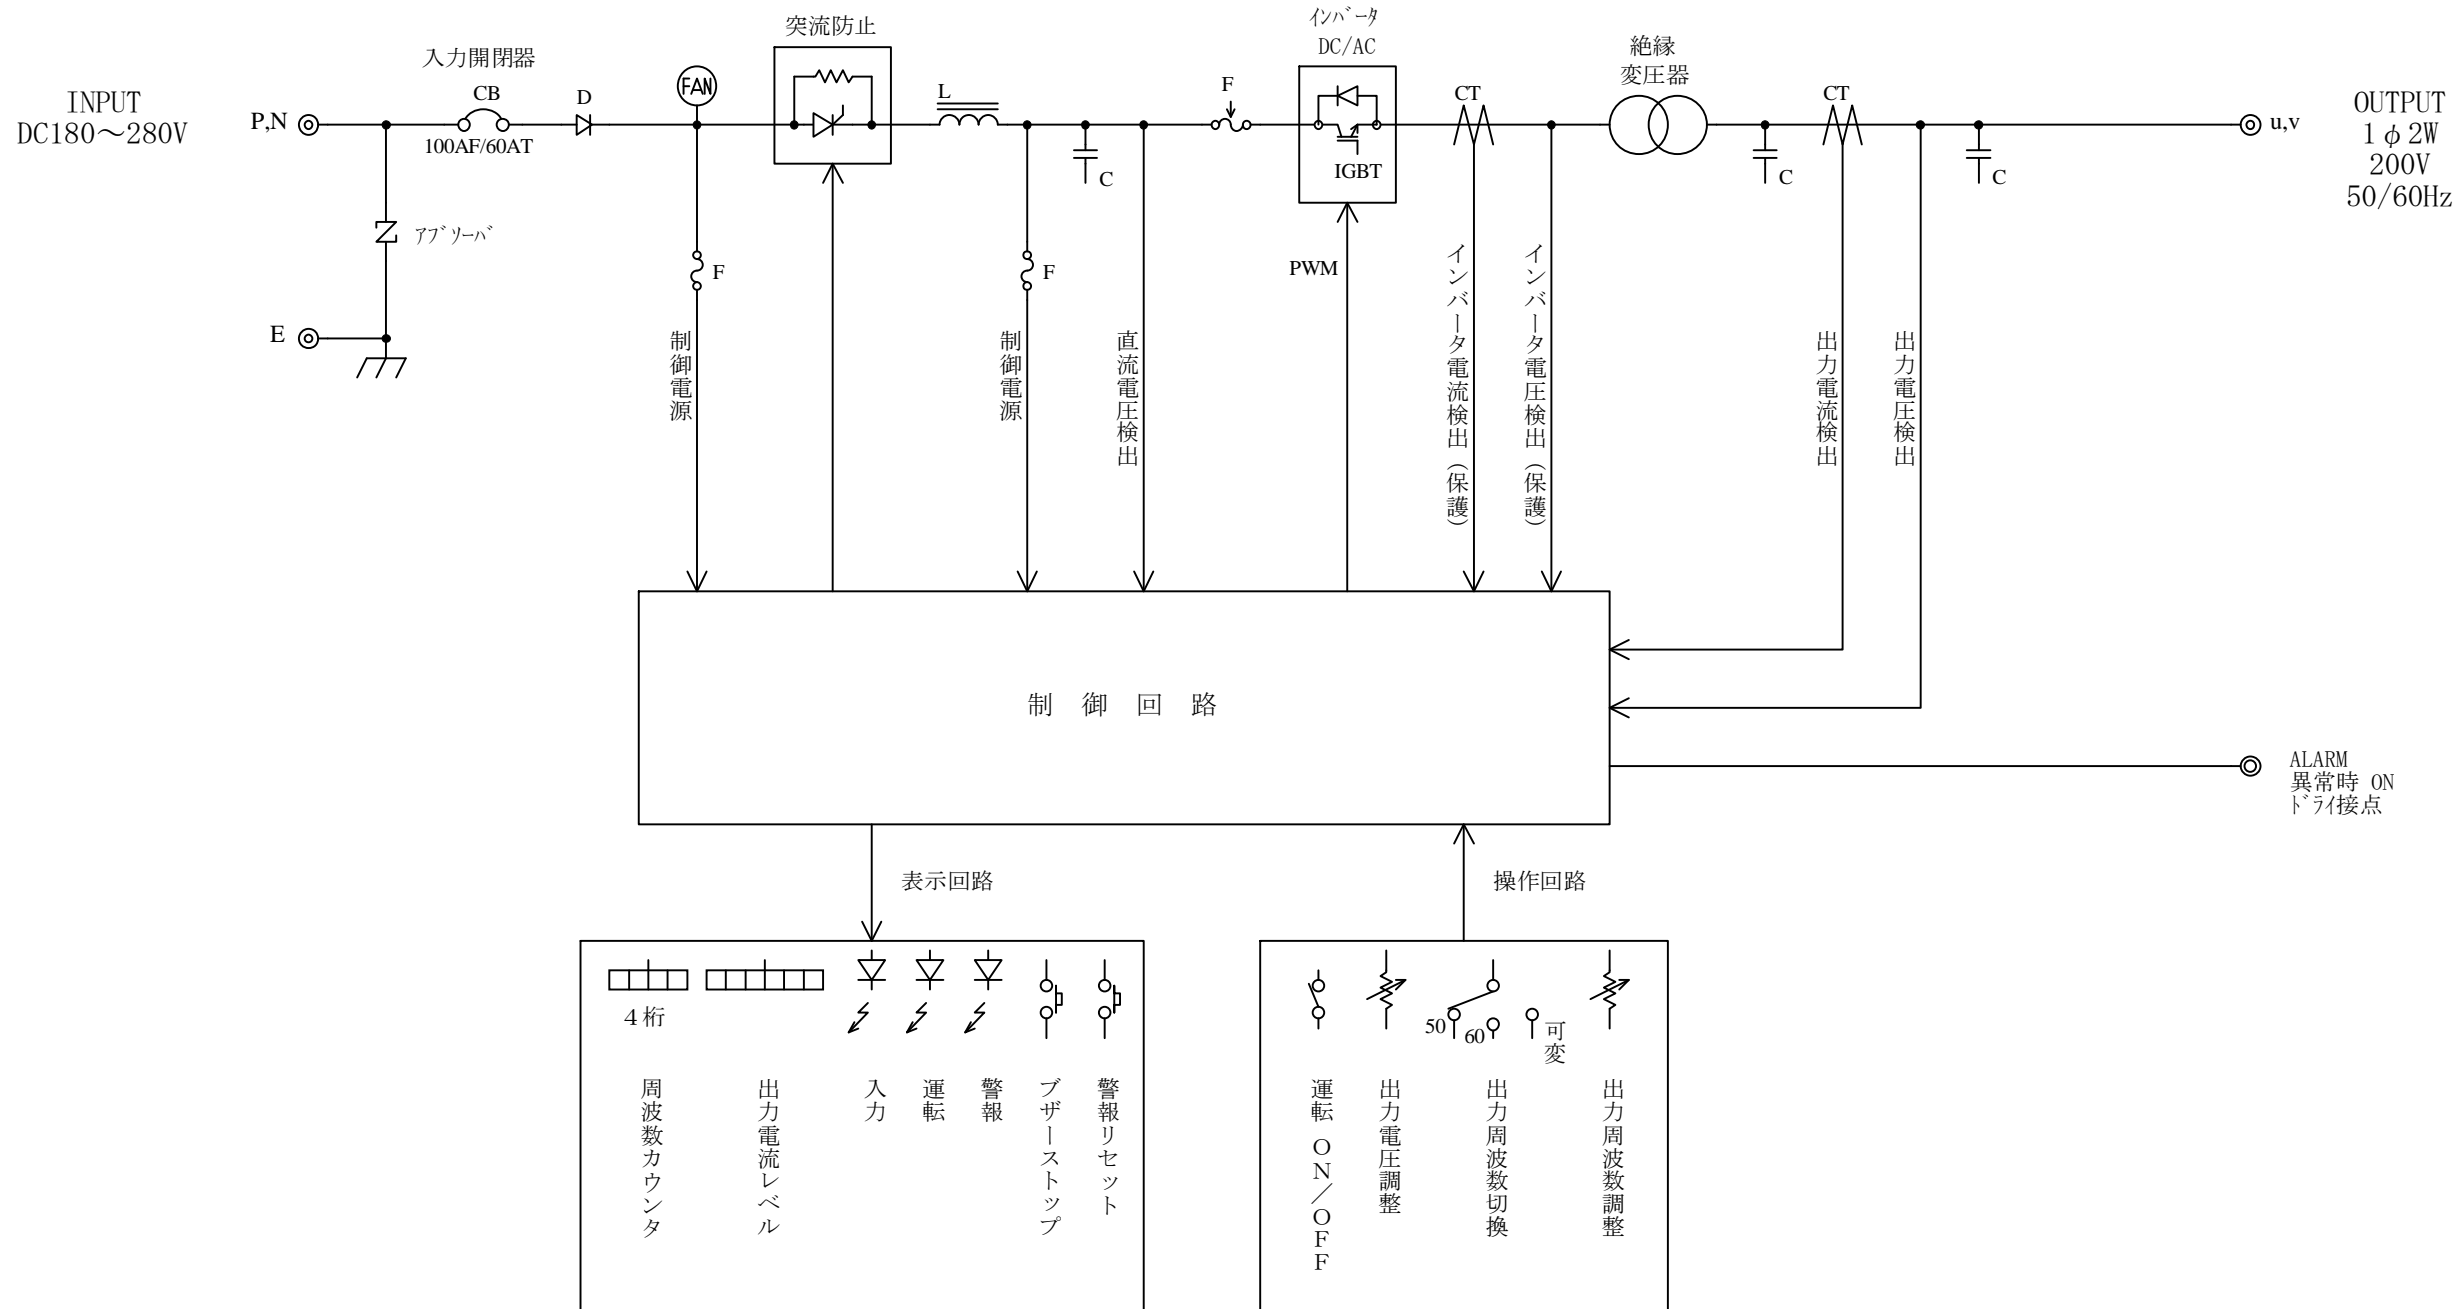 INPUT
DC180～280V
P,N
入力開閉器
CB
100AF/60AT
D
FAN
突流防止
L
C
F
インバータ
DC/AC
IGBT
CT
絶縁
変圧器
C
CT
C
u,v
OUTPUT
1φ2W
200V
50/60Hz
アブソーバ
E
F
制御電源
F
制御電源
直流電圧検出
PWM
インバータ電流検出（保護）
インバータ電圧検出（保護）
出力電流検出
出力電圧検出
制御回路
ALARM
異常時 ON
ドライ接点
表示回路
操作回路
4桁
周波数カウンタ
出力電流レベル
入力
運転
警報
ブザーストップ
警報リセット
50
60
可変
運転 ON／OFF
出力電圧調整
出力周波数切換
出力周波数調整